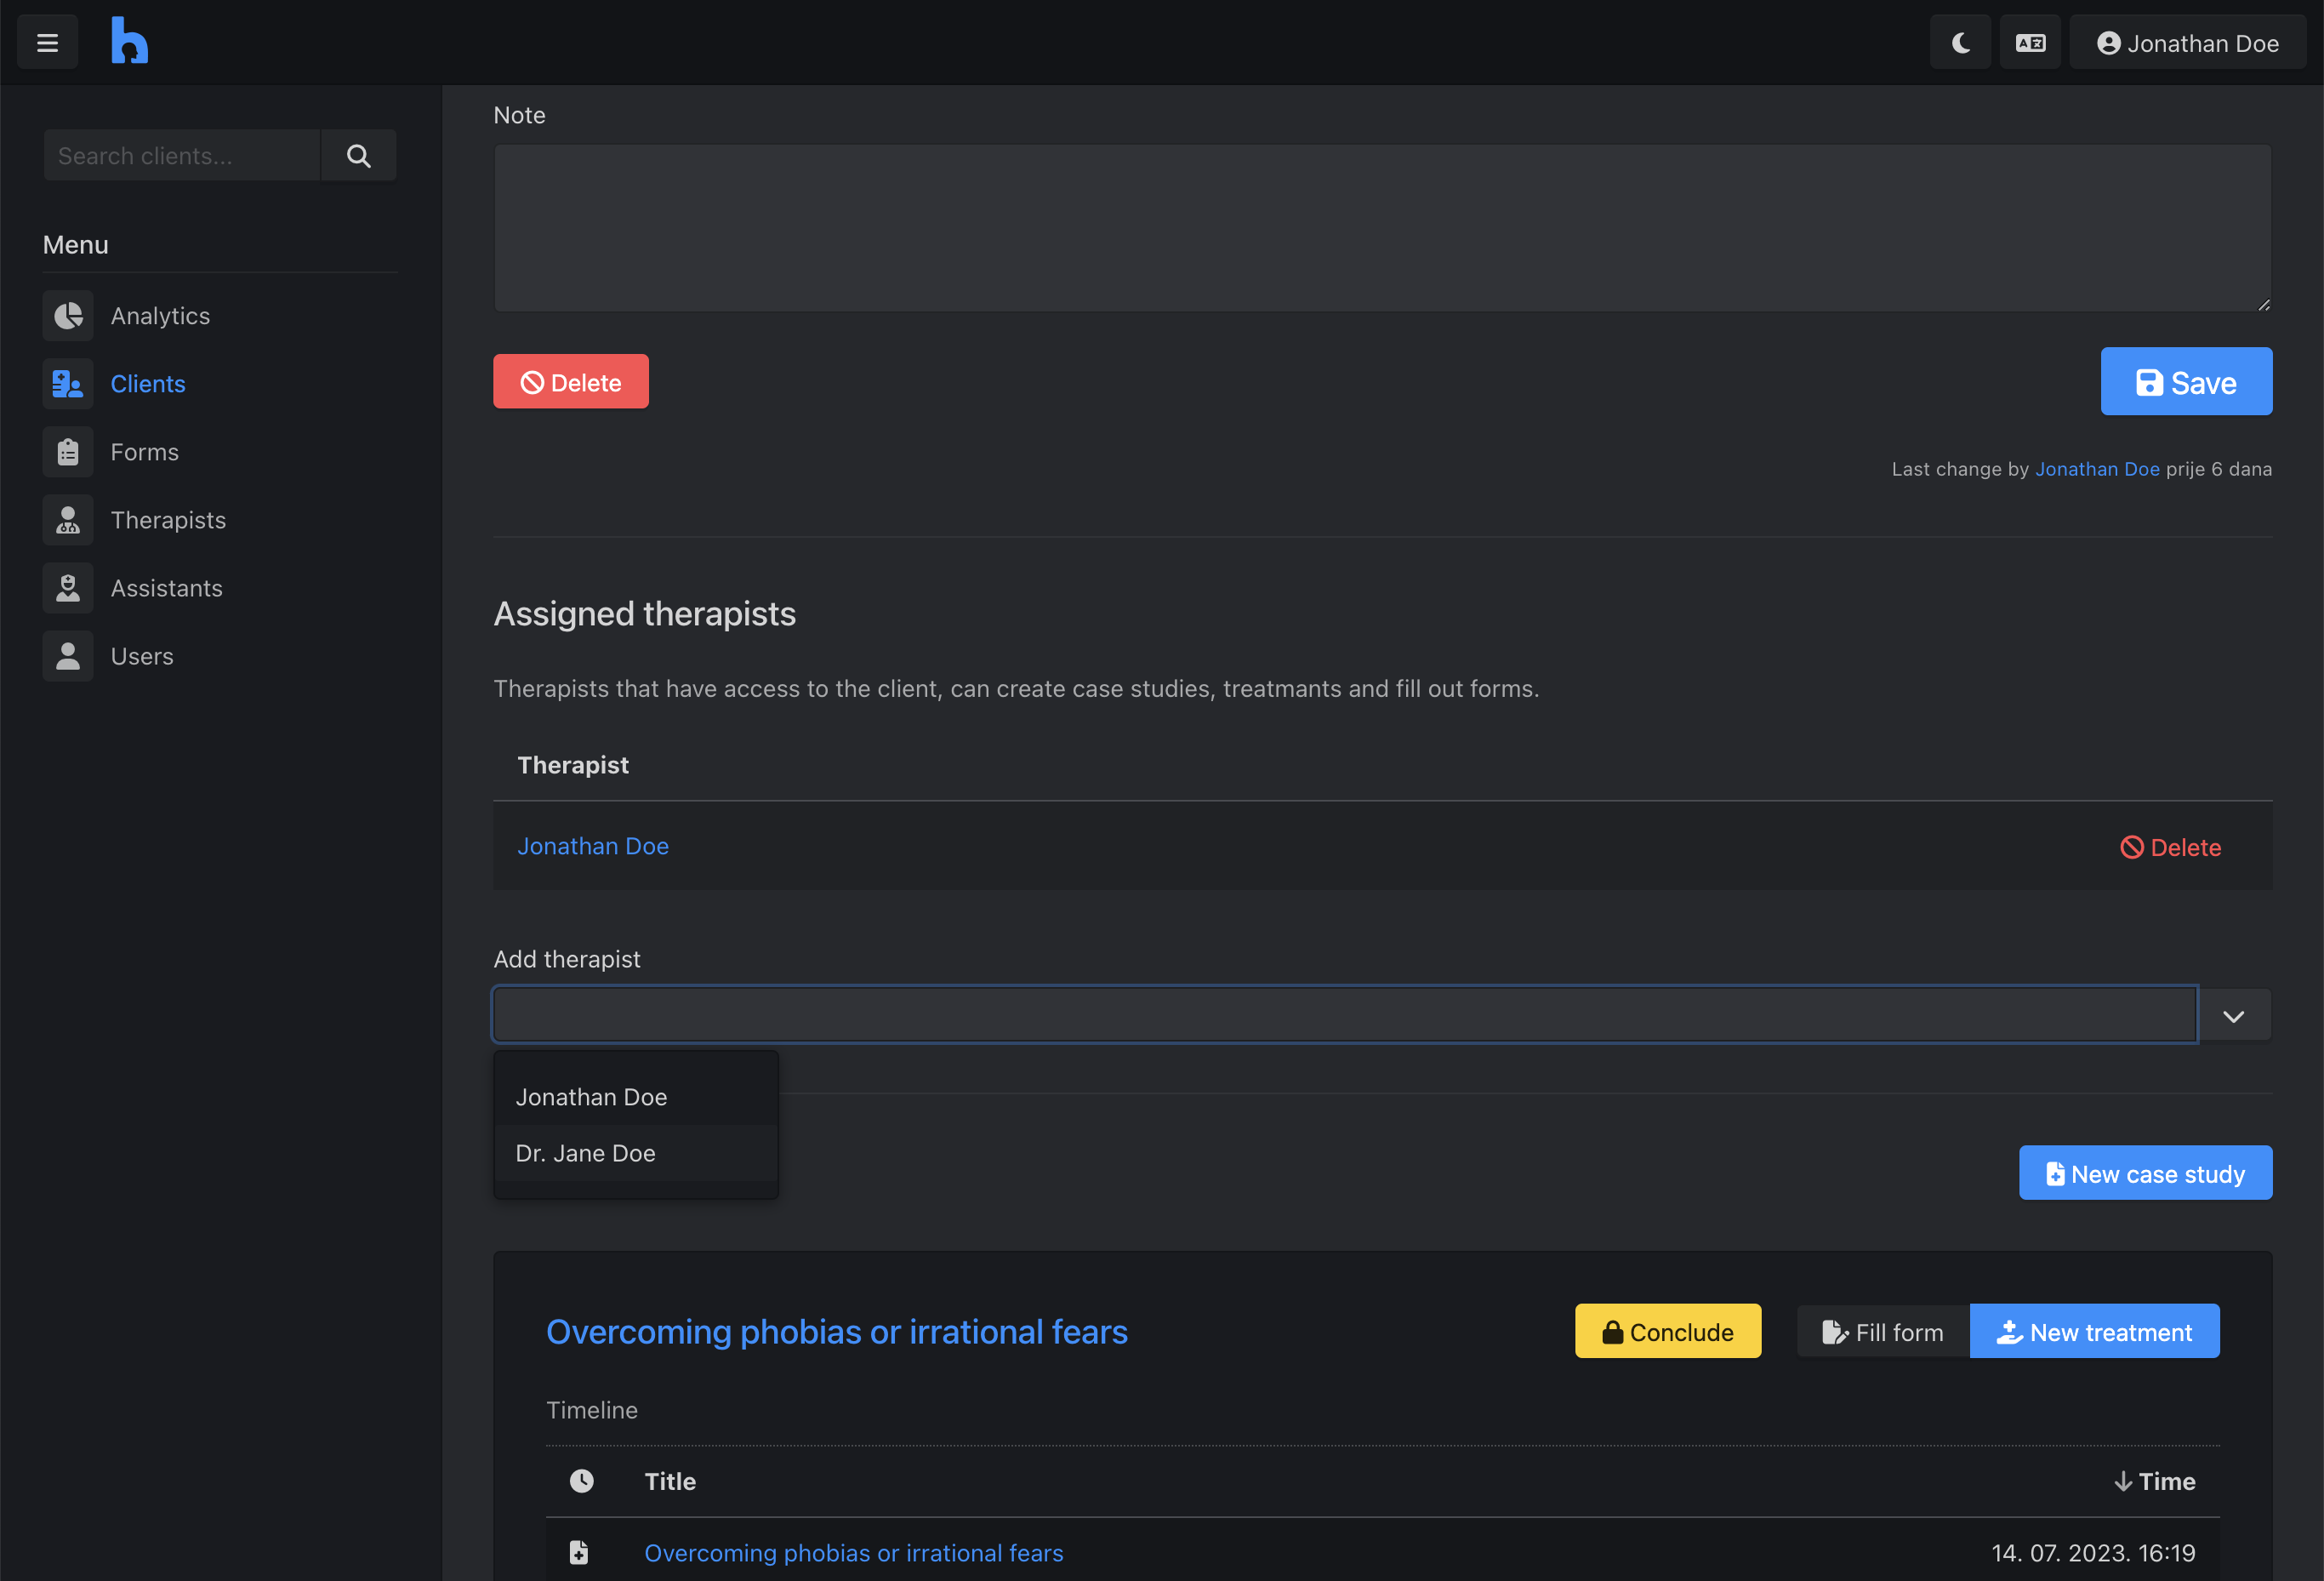 Jonathan Doe
Search clients...
Menu
Analytics
Clients
Forms
Therapists
Assistants
Users
Note
Delete
Save
Last change by Jonathan Doe prije 6 dana
Assigned therapists
Therapists that have access to the client, can create case studies, treatmants and fill out forms.
Therapist
Jonathan Doe
Delete
Add therapist
Jonathan Doe
Dr. Jane Doe
New case study
Overcoming phobias or irrational fears
Conclude
Fill form
New treatment
Timeline
Title
Time
Overcoming phobias or irrational fears
14. 07. 2023. 16:19